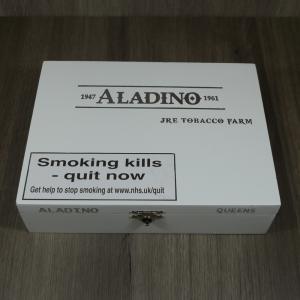 1947 ALADINO 1961
JRE TOBACCO FARM
Smoking kills
- quit now
Get help to stop smoking at www.nhs.uk/quit
ALADINO QUEENS